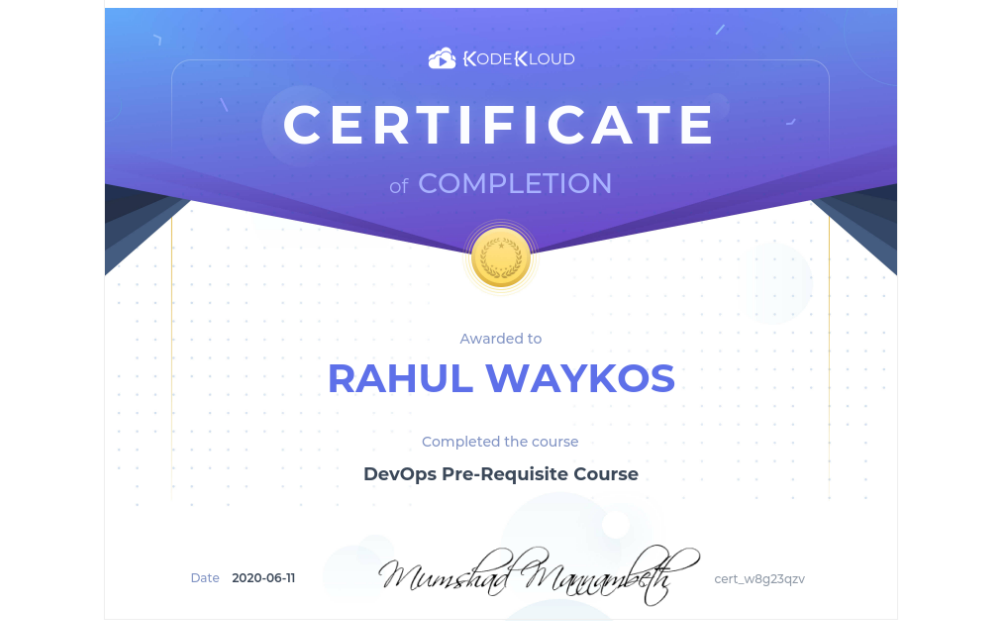 KODEKLOUD
CERTIFICATE
of COMPLETION
Awarded to
RAHUL WAYKOS
Completed the course
DevOps Pre-Requisite Course
Date 2020-06-11
Mumshad Mannambeth
cert_w8g23qzv